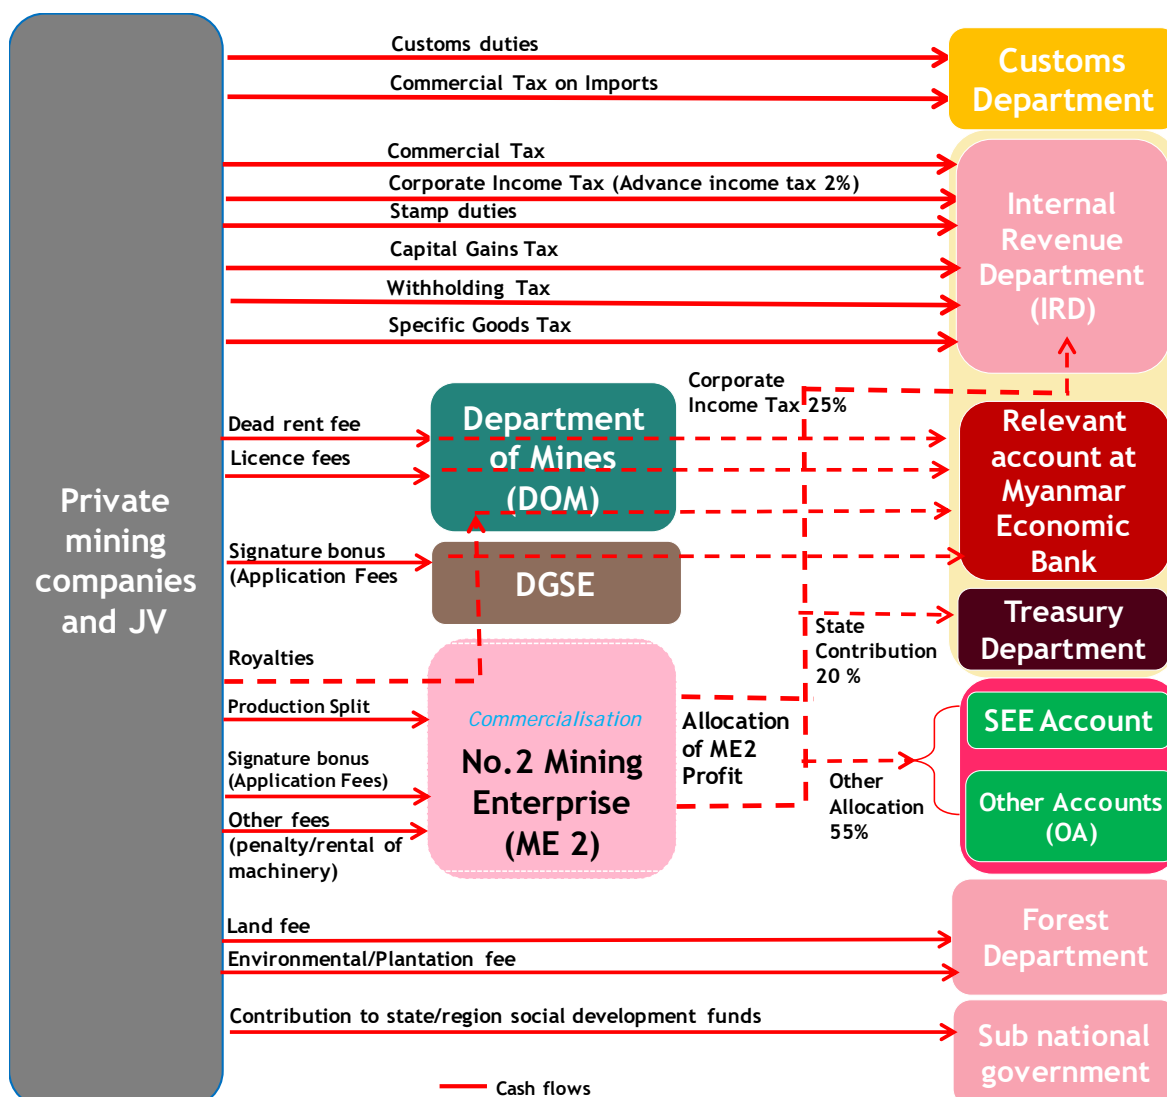 Customs duties
Commercial Tax on Imports
Customs
Department
Commercial Tax
Corporate Income Tax (Advance income tax 2%)
Stamp duties
Capital Gains Tax
Withholding Tax
Specific Goods Tax
Internal
Revenue
Department
(IRD)
Private
mining
companies
and JV
Dead rent fee
Licence fees
Department
of Mines
(DOM)
Corporate
Income Tax 25%
Relevant
account at
Myanmar
Economic
Bank
Signature bonus
(Application Fees
DGSE
Treasury
Department
State
Contribution
20 %
Royalties
Production Split
Signature bonus
(Application Fees)
Other fees
(penalty/rental of
machinery)
Commercialisation
No.2 Mining
Enterprise
(ME 2)
Allocation
of ME2
Profit
Other
Allocation
55%
SEE Account
Other Accounts
(OA)
Land fee
Environmental/Plantation fee
Forest
Department
Contribution to state/region social development funds
Sub national
government
Cash flows